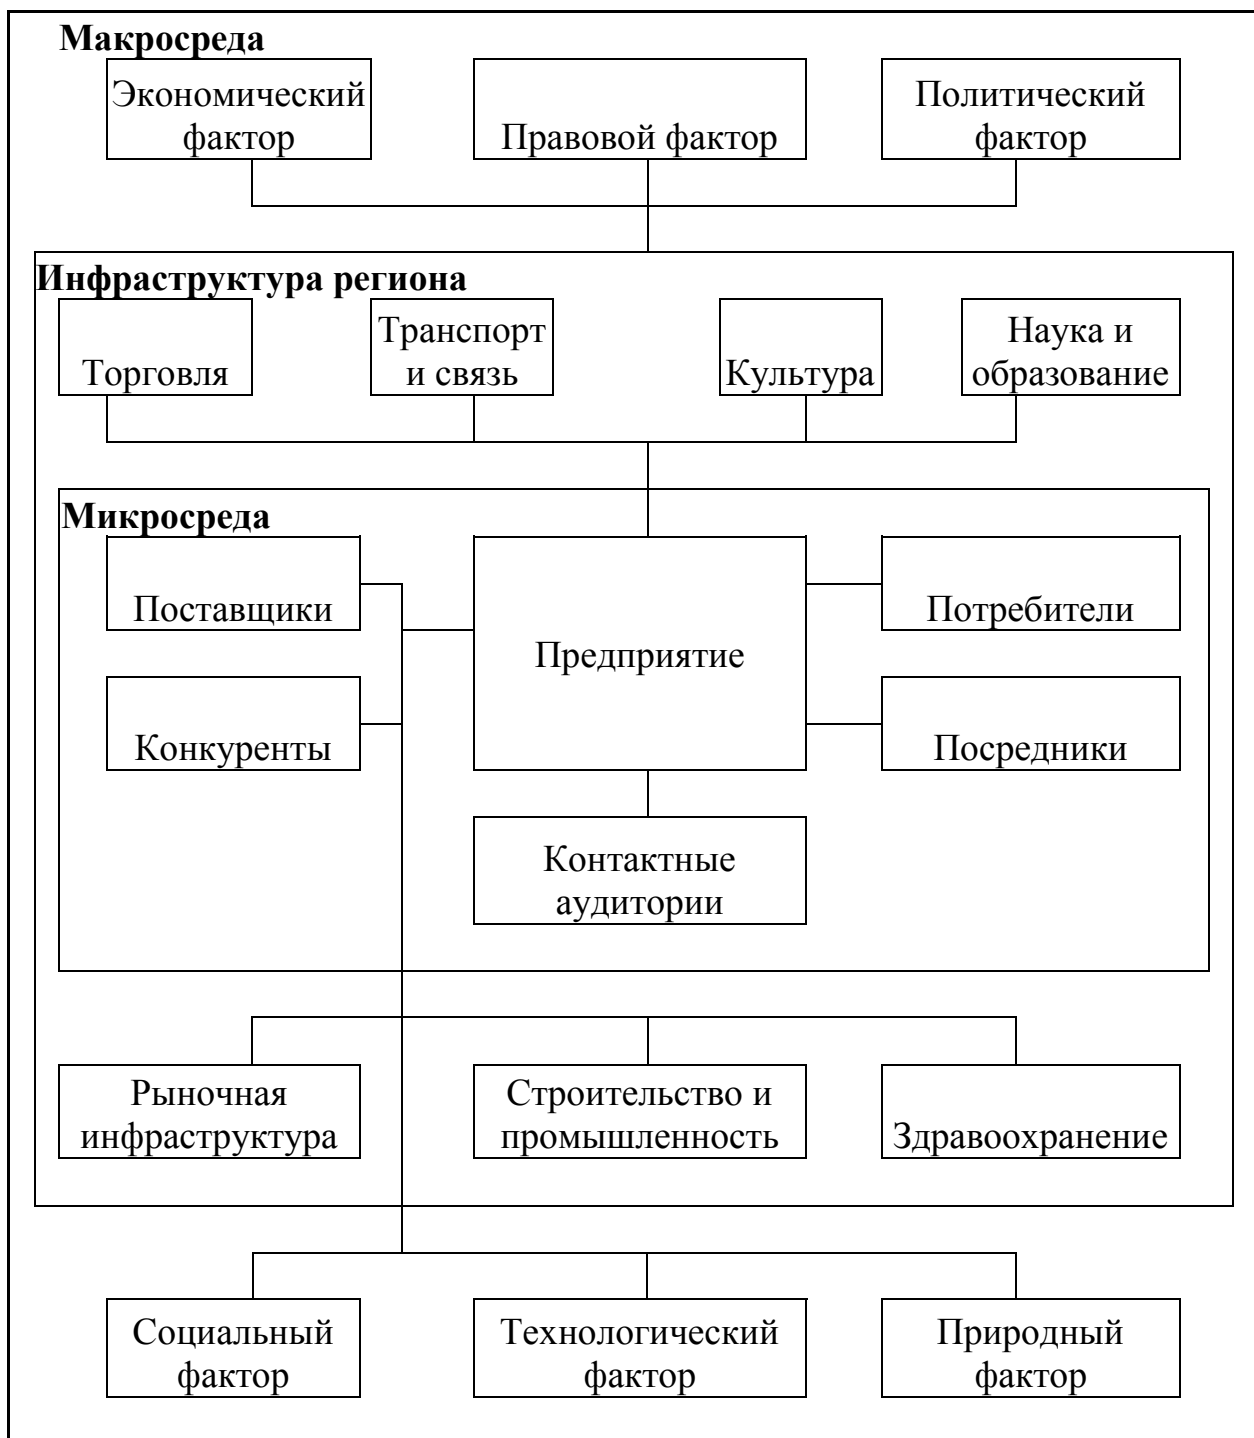 Макросреда
Экономический
фактор
Правовой фактор
Политический
фактор
Инфраструктура региона
Торговля
Транспорт
и связь
Культура
Наука и
образование
Микросреда
Поставщики
Предприятие
Потребители
Конкуренты
Посредники
Контактные
аудитории
Рыночная
инфраструктура
Строительство и
промышленность
Здравоохранение
Социальный
фактор
Технологический
фактор
Природный
фактор